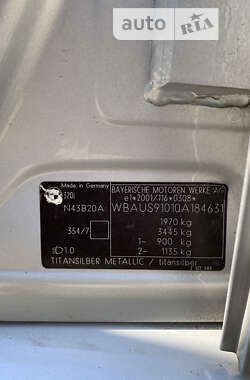 auto
RIA
Made in Germany
BAYERISCHE MOTOREN WERKE AG
320i
e1*2001/116*0308*
N43B20A
WBAUS91010A184631
1970 kg
3445 kg
354/7
1- 900 kg
1.0
2- 1135 kg
TITANSILBER METALLIC / titansilber